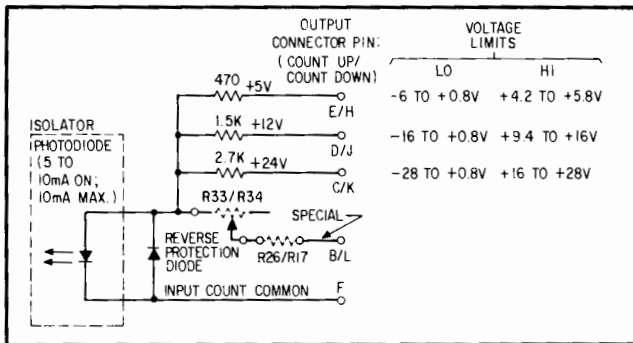 OUTPUT
CONNECTOR PIN:
(COUNT UP/
COUNT DOWN)
VOLTAGE
LIMITS
LO HI
470 +5V
E/H
-6 TO +0.8V +4.2 TO +5.8V
1.5K +12V
D/J
-16 TO +0.8V +9.4 TO +16V
2.7K +24V
C/K
-28 TO +0.8V +16 TO +28V
ISOLATOR
PHOTODIODE
(5 TO
10mA ON;
10mA MAX.)
R33/R34
SPECIAL
R26/R17
B/L
REVERSE
PROTECTION
DIODE
INPUT COUNT COMMON
F